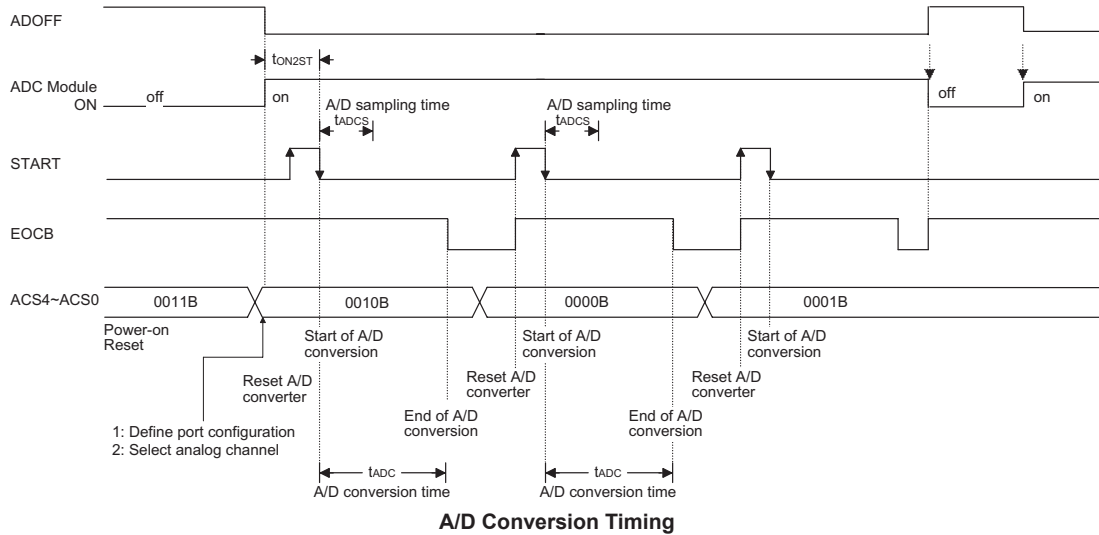 ADOFF
tON2ST
ADC Module
ON
off
on
off
on
A/D sampling time
tADCS
A/D sampling time
tADCS
START
EOCB
ACS4~ACS0
0011B
0010B
0000B
0001B
Power-on
Reset
Start of A/D
conversion
Start of A/D
conversion
Start of A/D
conversion
Reset A/D
converter
Reset A/D
converter
Reset A/D
converter
End of A/D
conversion
End of A/D
conversion
1: Define port configuration
2: Select analog channel
tADC
A/D conversion time
tADC
A/D conversion time
A/D Conversion Timing